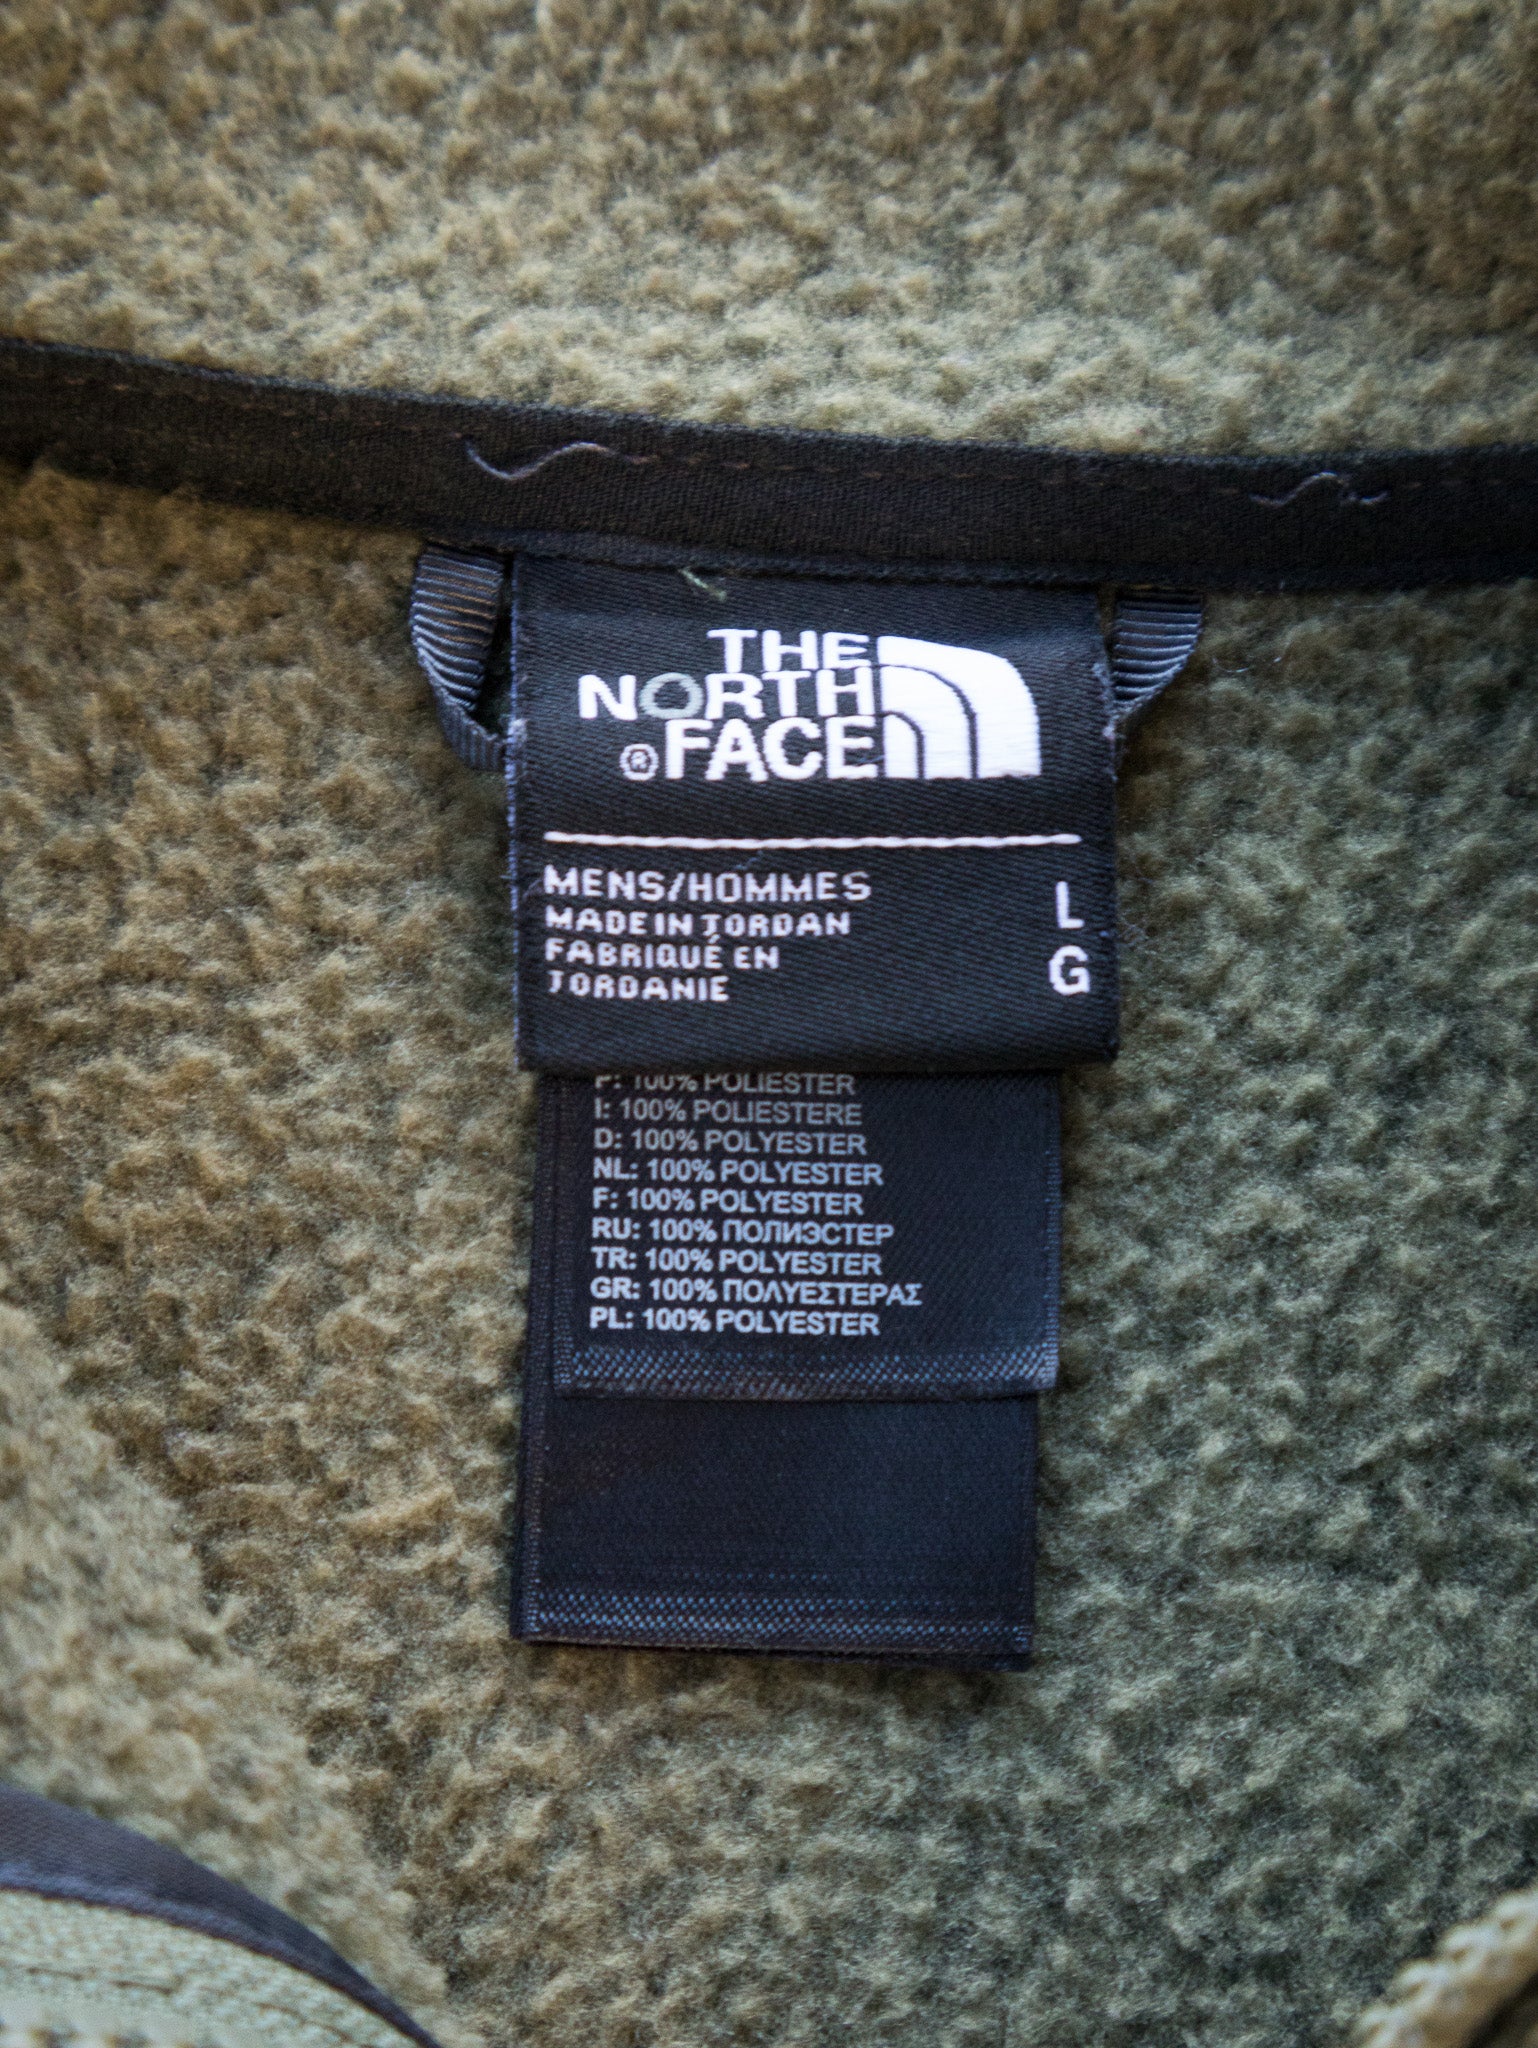 THE
NORTH
® FACE
MENS/HOMMES L
MADE IN JORDAN
FABRIQUÉ EN G
JORDANIE
P: 100% POLIESTER
I: 100% POLIESTERE
D: 100% POLYESTER
NL: 100% POLYESTER
F: 100% POLYESTER
RU: 100% ПОЛИЭСТЕР
TR: 100% POLYESTER
GR: 100% ΠΟΛΥΕΣΤΕΡΑΣ
PL: 100% POLYESTER